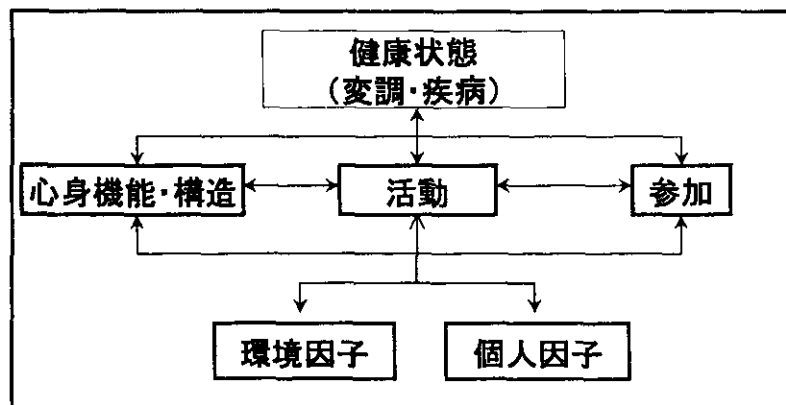 健康状態
(変調・疾病)
心身機能・構造
活動
参加
環境因子
個人因子